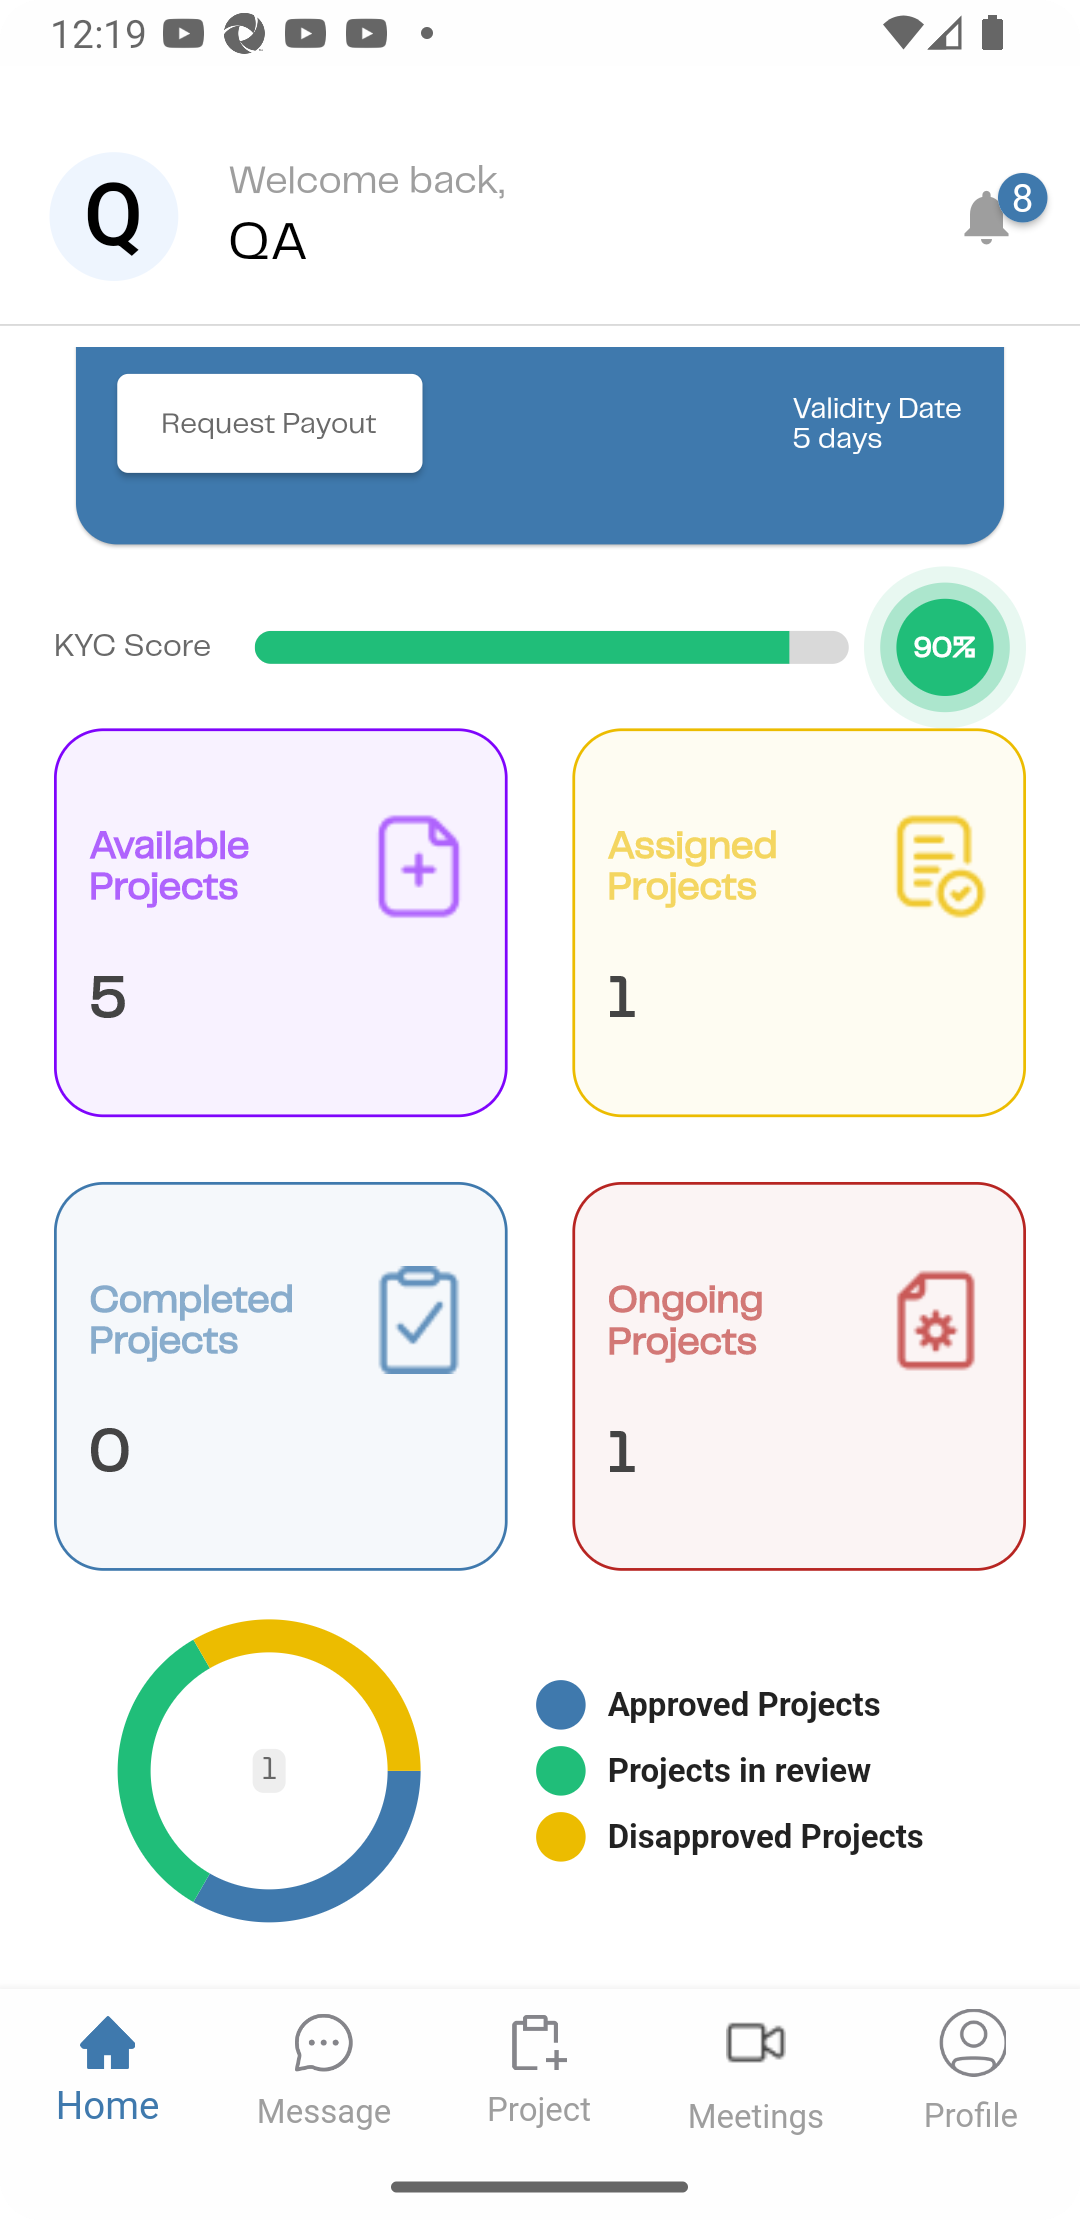 12:19
Q
Welcome back,
QA
8
Request Payout
Validity Date
5 days
KYC Score
90%
Available
Projects
5
Assigned
Projects
1
Completed
Projects
0
Ongoing
Projects
1
1
Approved Projects
Projects in review
Disapproved Projects
Home
Message
Project
Meetings
Profile